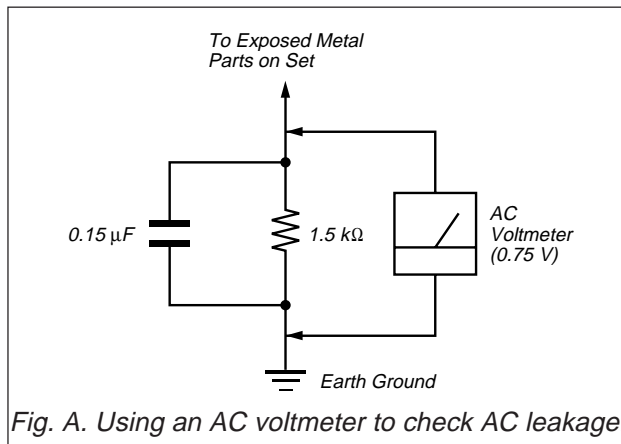 To Exposed Metal
Parts on Set
0.15 μF
1.5 kΩ
AC
Voltmeter
(0.75 V)
Earth Ground
Fig. A. Using an AC voltmeter to check AC leakage